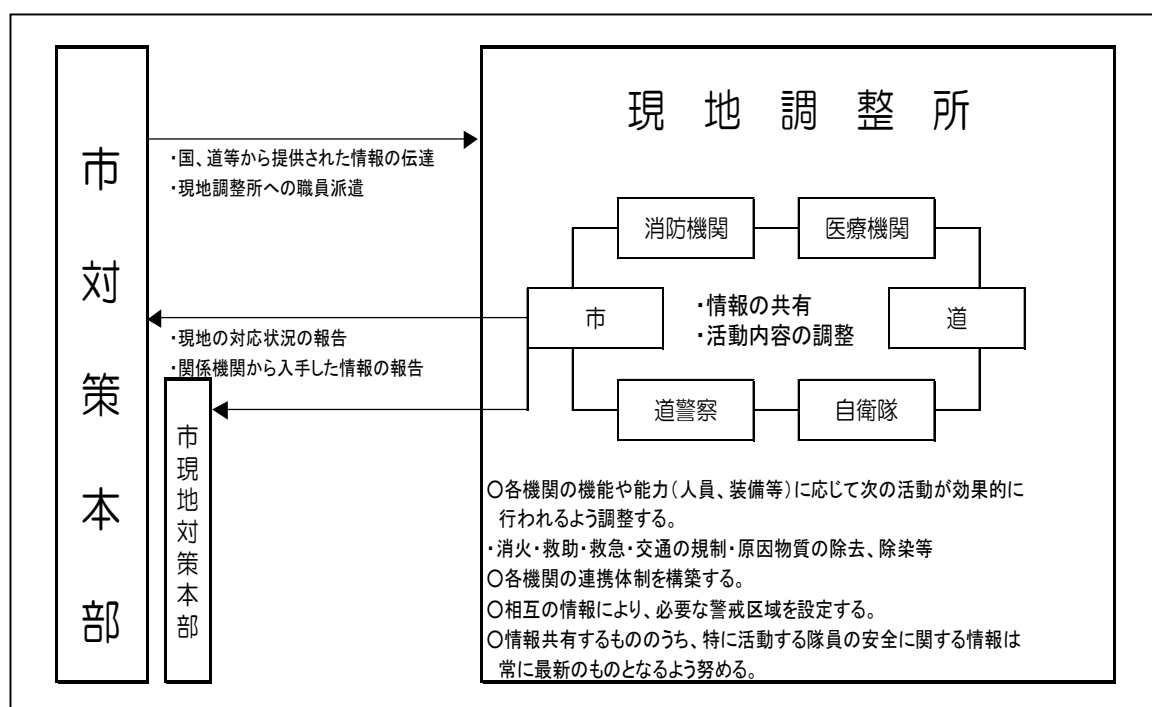 市対策本部
・国、道等から提供された情報の伝達
・現地調整所への職員派遣
・現地の対応状況の報告
・関係機関から入手した情報の報告
市現地対策本部
現地調整所
消防機関
医療機関
市
・情報の共有
・活動内容の調整
道
道警察
自衛隊
〇各機関の機能や能力（人員、装備等）に応じて次の活動が効果的に
行われるよう調整する。
・消火・救助・救急・交通の規制・原因物質の除去、除染等
〇各機関の連携体制を構築する。
〇相互の情報により、必要な警戒区域を設定する。
〇情報共有するもののうち、特に活動する隊員の安全に関する情報は
常に最新のものとなるよう努める。